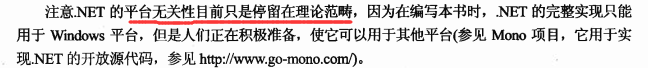 注意.NET 的平台无关性目前只是停留在理论范畴，因为在编写本书时，.NET 的完整实现只能
用于 Windows 平台，但是人们正在积极准备，使它可以用于其他平台(参见 Mono 项目，它用于实
现.NET 的开放源代码，参见 http://www.go-mono.com/)。